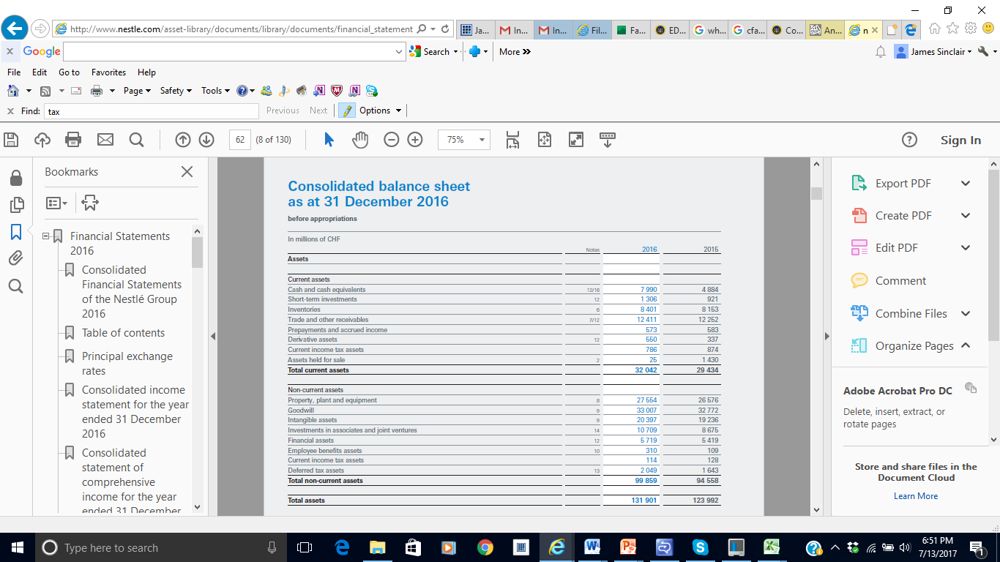 http://www.nestle.com/asset-library/documents/library/documents/financial_statement
Ja...
In...
In...
Fil...
Fa...
ED...
wh...
cfa...
Co...
An...
n
x Google Search More »
James Sinclair
File Edit Go to Favorites Help
Page Safety Tools
x Find: tax Previous Next Options
62 (8 of 130) 75% Sign In
Bookmarks
Financial Statements
2016
Consolidated
Financial Statements
of the Nestlé Group
2016
Table of contents
Principal exchange
rates
Consolidated income
statement for the year
ended 31 December
2016
Consolidated
statement of
comprehensive
income for the year
ended 31 December
Consolidated balance sheet
as at 31 December 2016
before appropriations
In millions of CHF
Notes 2016 2015
Assets
Current assets
Cash and cash equivalents 12/16 7 990 4 884
Short-term investments 12 1 306 921
Inventories 6 8 401 8 153
Trade and other receivables 7/12 12 411 12 252
Prepayments and accrued income 573 583
Derivative assets 12 550 337
Current income tax assets 786 874
Assets held for sale 2 25 1 430
Total current assets 32 042 29 434
Non-current assets
Property, plant and equipment 8 27 554 26 576
Goodwill 9 33 007 32 772
Intangible assets 9 20 397 19 236
Investments in associates and joint ventures 14 10 709 8 675
Financial assets 12 5 719 5 419
Employee benefits assets 10 310 109
Current income tax assets 114 128
Deferred tax assets 13 2 049 1 643
Total non-current assets 99 859 94 558
Total assets 131 901 123 992
Export PDF
Create PDF
Edit PDF
Comment
Combine Files
Organize Pages
Adobe Acrobat Pro DC
Delete, insert, extract, or
rotate pages
Store and share files in the
Document Cloud
Learn More
Type here to search
6:51 PM
7/13/2017